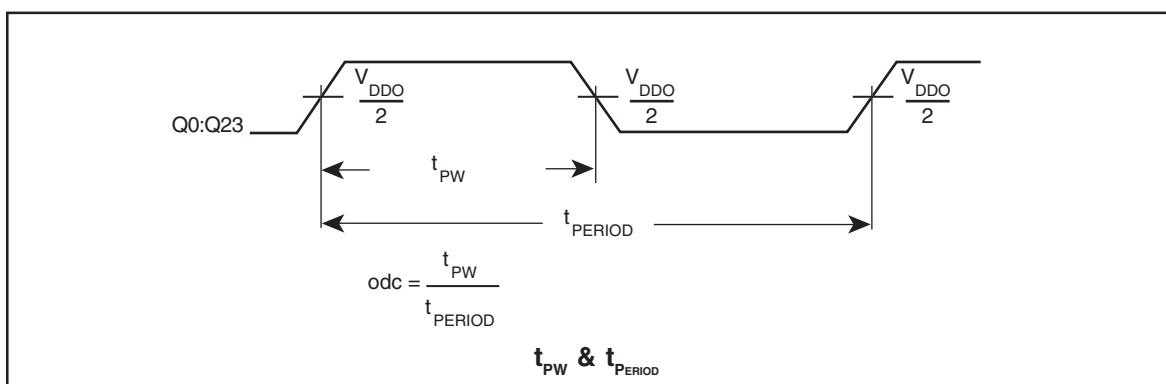 V_DDO/2 V_DDO/2 V_DDO/2
Q0:Q23
t_PW
t_PERIOD
odc = t_PW/t_PERIOD
t_PW & t_PERIOD